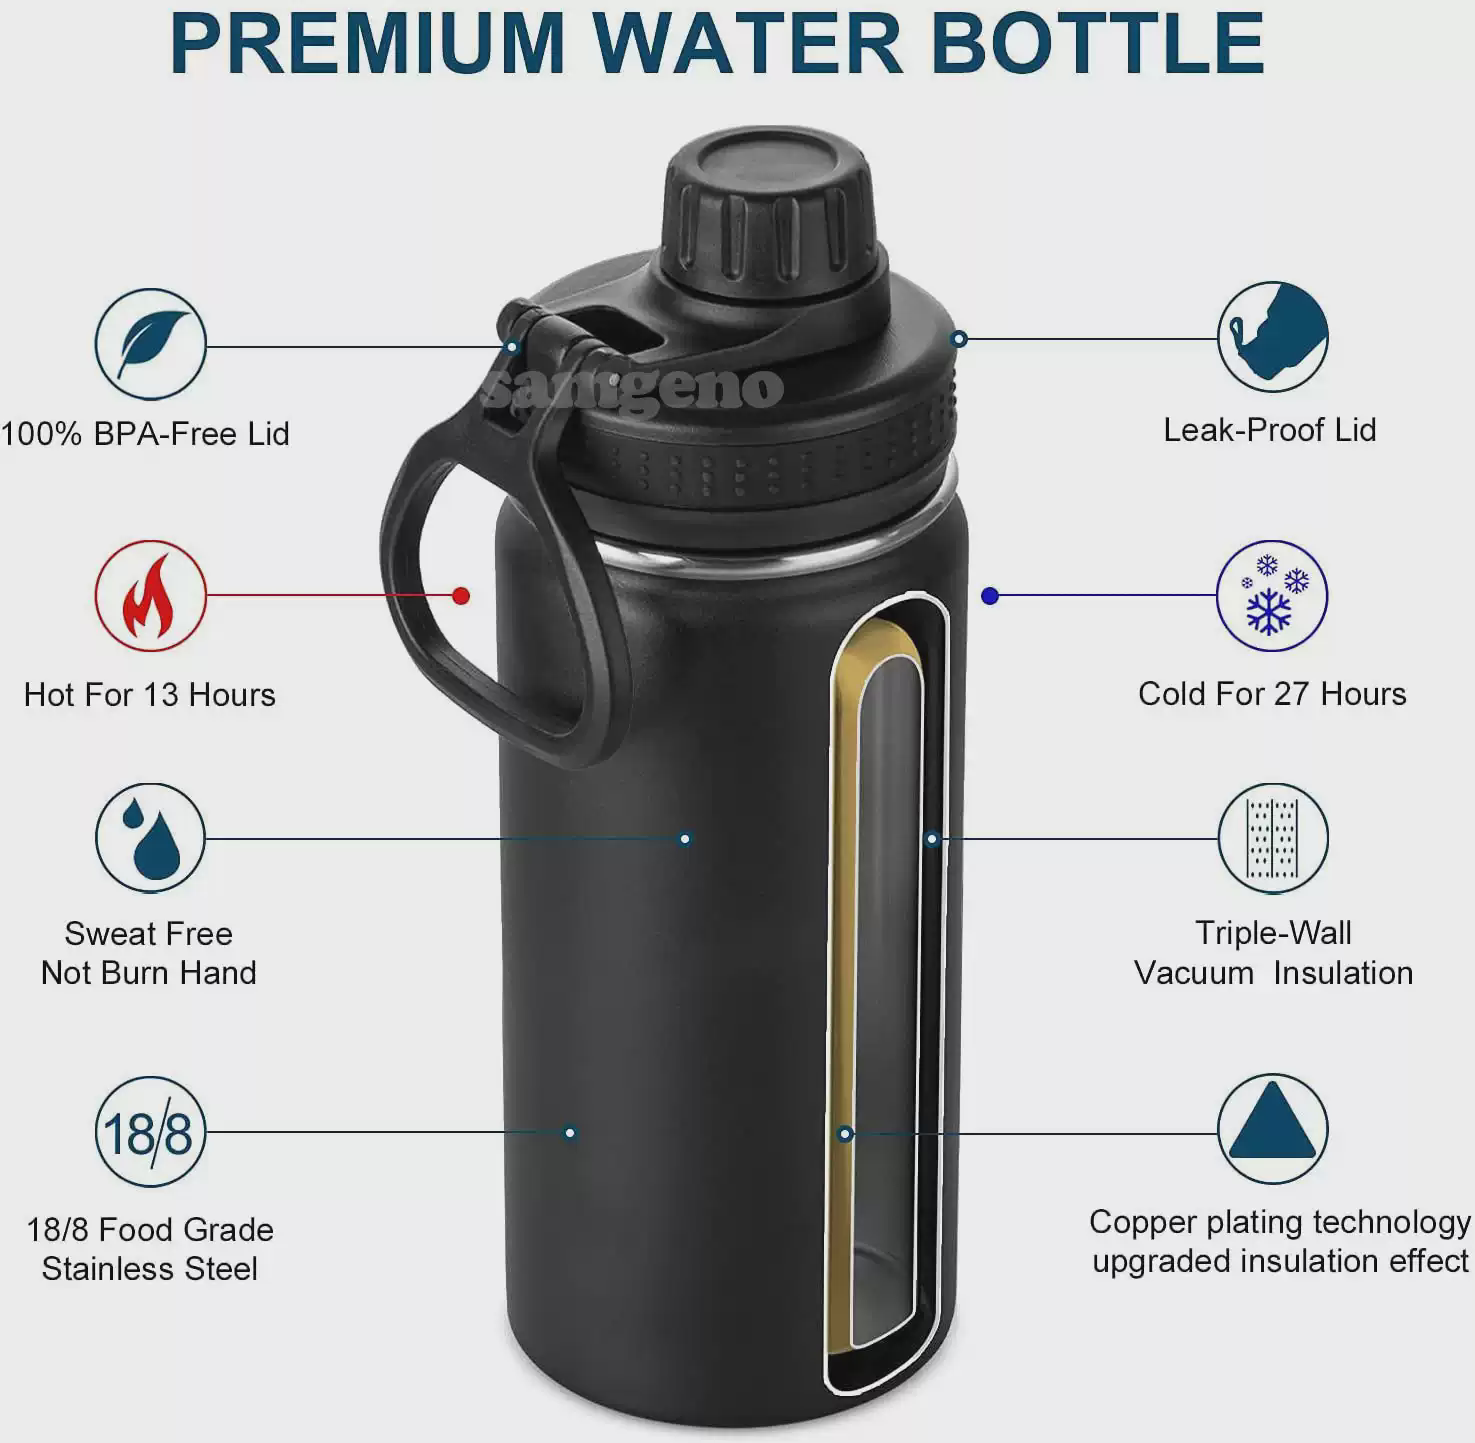 PREMIUM WATER BOTTLE
samgeno
100% BPA-Free Lid
Leak-Proof Lid
Hot For 13 Hours
Cold For 27 Hours
Sweat Free
Not Burn Hand
Triple-Wall
Vacuum Insulation
18/8
18/8 Food Grade
Stainless Steel
Copper plating technology
upgraded insulation effect